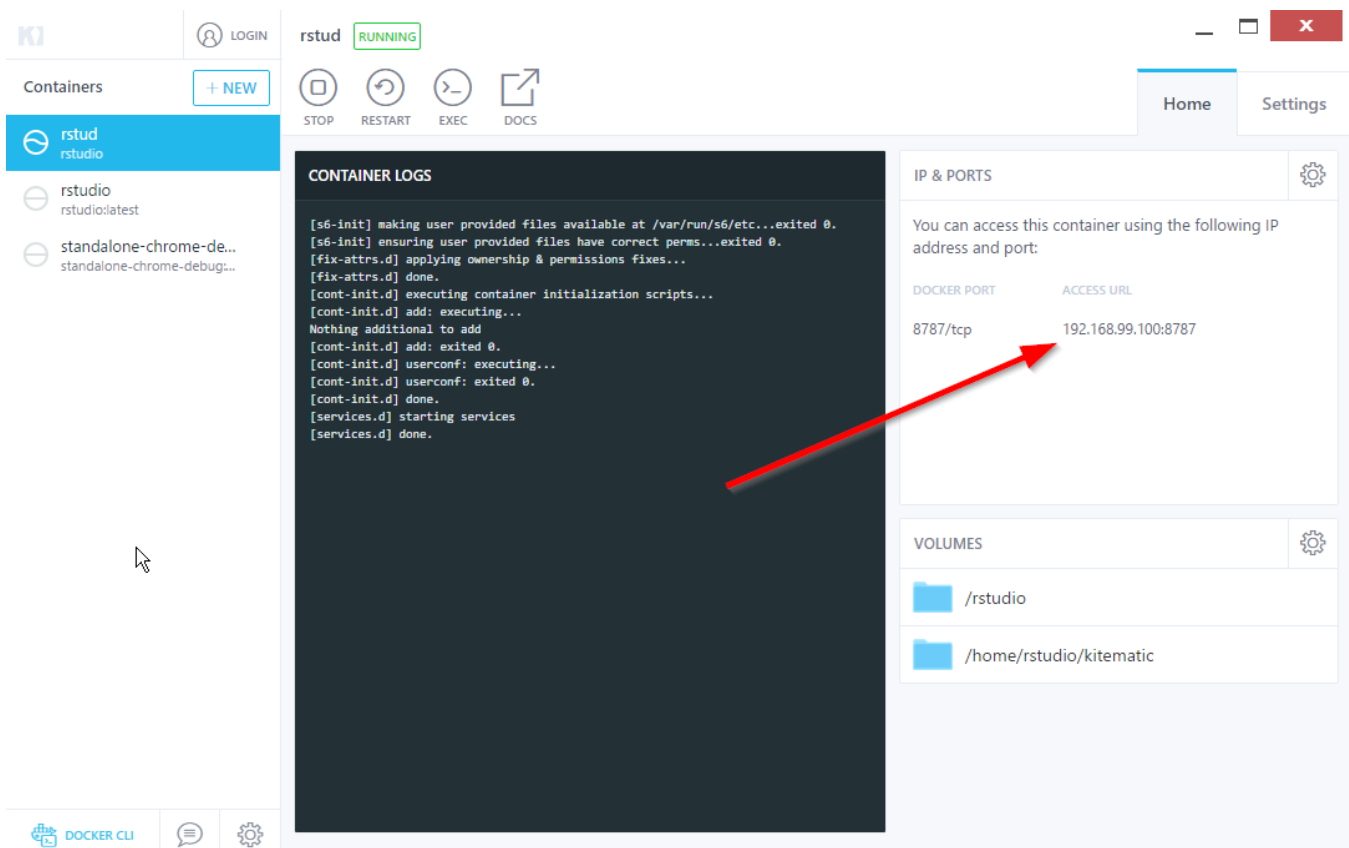 K
LOGIN
rstud RUNNING
Containers
+ NEW
STOP RESTART EXEC DOCS
Home Settings
rstud
rstudio
rstudio
rstudio:latest
standalone-chrome-de...
standalone-chrome-debug:...
CONTAINER LOGS
[s6-init] making user provided files available at /var/run/s6/etc...exited 0.
[s6-init] ensuring user provided files have correct perms...exited 0.
[fix-attrs.d] applying ownership & permissions fixes...
[fix-attrs.d] done.
[cont-init.d] executing container initialization scripts...
[cont-init.d] add: executing...
Nothing additional to add
[cont-init.d] add: exited 0.
[cont-init.d] userconf: executing...
[cont-init.d] userconf: exited 0.
[cont-init.d] done.
[services.d] starting services
[services.d] done.
IP & PORTS
You can access this container using the following IP
address and port:
DOCKER PORT ACCESS URL
8787/tcp 192.168.99.100:8787
VOLUMES
/rstudio
/home/rstudio/kitematic
DOCKER CLI